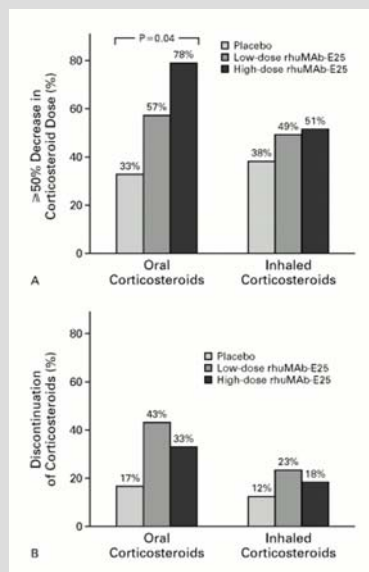 P=0.04
78%
Placebo
Low-dose rhuMAb-E25
High-dose rhuMAb-E25
80
60
40
20
0
≥50% Decrease in
Corticosteroid Dose (%)
33%
57%
38%
49%
51%
Oral
Corticosteroids
Inhaled
Corticosteroids
A
80
60
40
20
0
Discontinuation
of Corticosteroids (%)
Placebo
Low-dose rhuMAb-E25
High-dose rhuMAb-E25
17%
43%
33%
12%
23%
18%
Oral
Corticosteroids
Inhaled
Corticosteroids
B